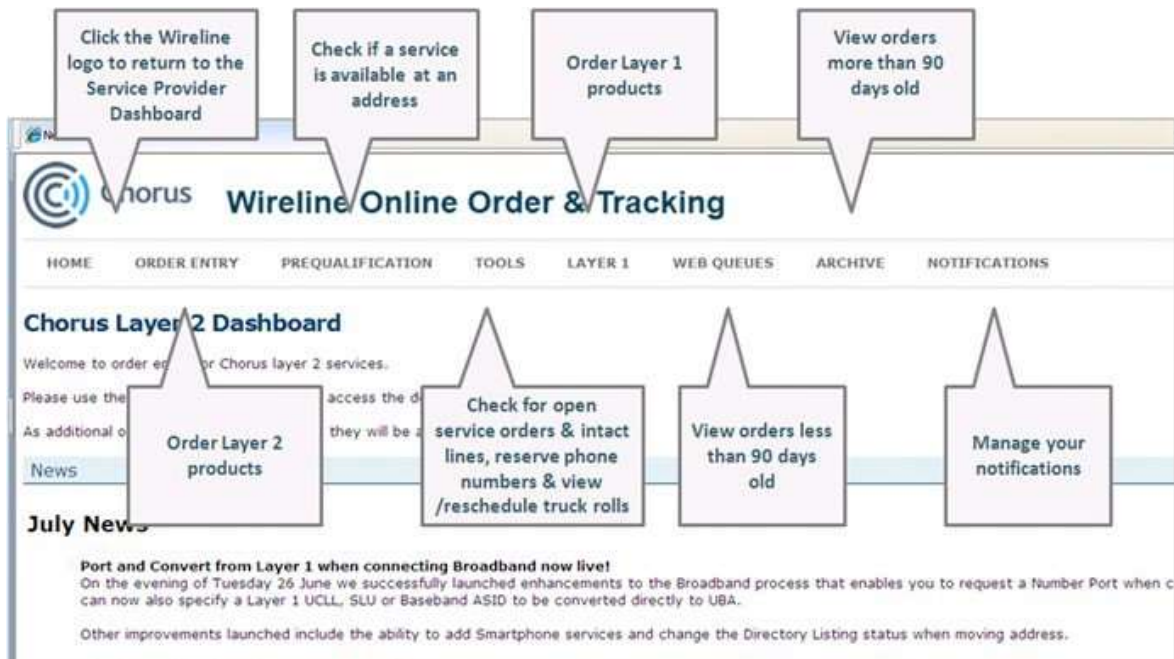 Click the Wireline
logo to return to the
Service Provider
Dashboard
Check if a service
is available at an
address
Order Layer 1
products
View orders
more than 90
days old
Chorus
Wireline Online Order & Tracking
HOME ORDER ENTRY PREQUALIFICATION TOOLS LAYER 1 WEB QUEUES ARCHIVE NOTIFICATIONS
Chorus Layer 2 Dashboard
Welcome to order en or Chorus layer 2 services.
Please use the access the d
As additional o they will be a
Order Layer 2
products
Check for open
service orders & intact
lines, reserve phone
numbers & view
/reschedule truck rolls
View orders less
than 90 days
old
Manage your
notifications
News
July News
Port and Convert from Layer 1 when connecting Broadband now live!
On the evening of Tuesday 26 June we successfully launched enhancements to the Broadband process that enables you to request a Number Port when c
can now also specify a Layer 1 UCLL, SLU or Baseband ASID to be converted directly to UBA.
Other improvements launched include the ability to add Smartphone services and change the Directory Listing status when moving address.